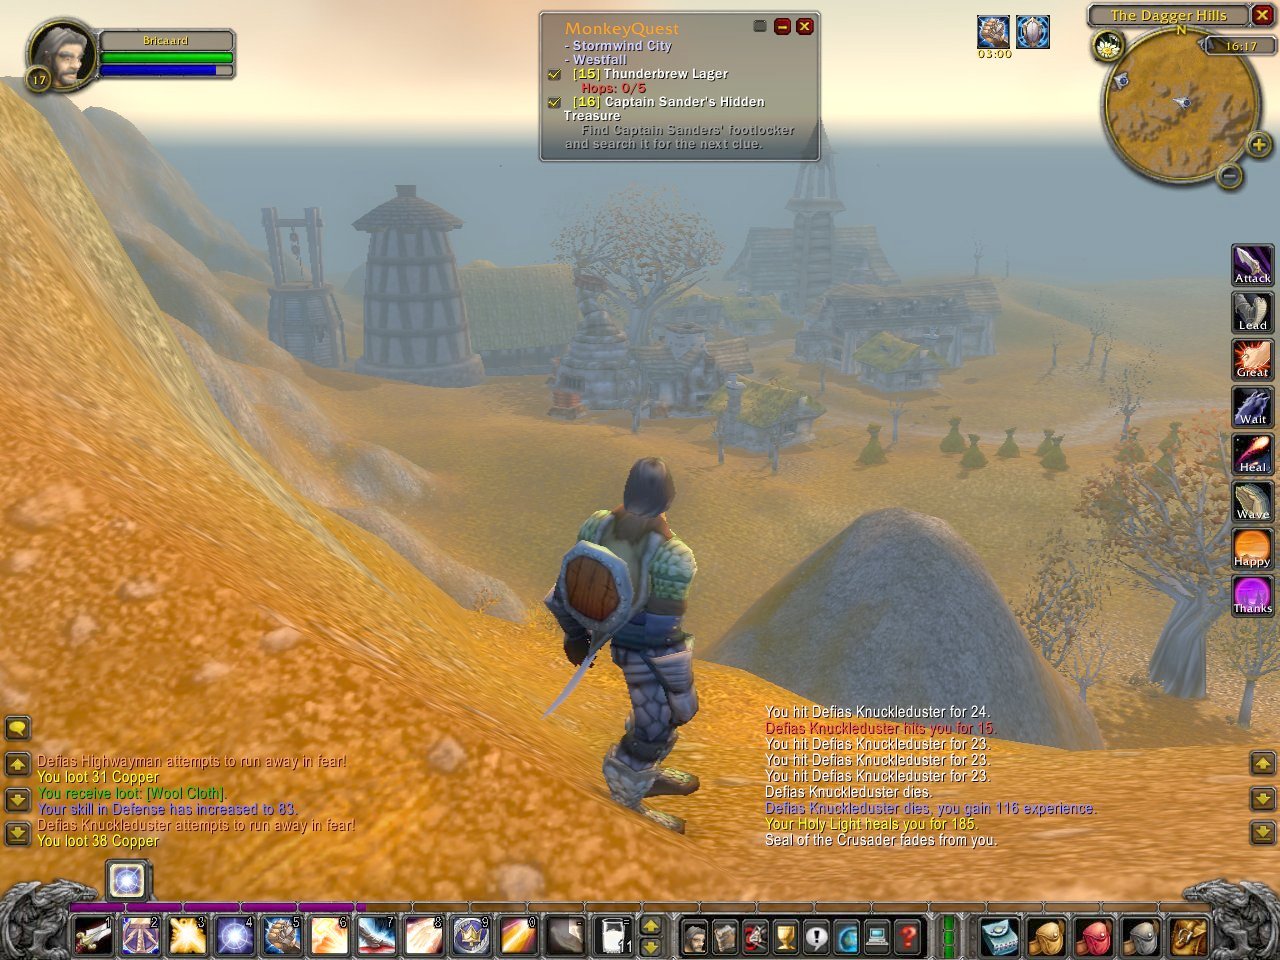 Bricaard
17
MonkeyQuest
- Stormwind City
- Westfall
[15] Thunderbrew Lager
Hops: 0/5
[16] Captain Sander's Hidden
Treasure
Find Captain Sanders' footlocker
and search it for the next clue.
03:00
The Dagger Hills
N
16:17
Attack
Lead
Great
Wait
Heal
Wave
Happy
Thanks
Defias Highwayman attempts to run away in fear!
You loot 31 Copper
You receive loot: [Wool Cloth].
Your skill in Defense has increased to 83.
Defias Knuckleduster attempts to run away in fear!
You loot 38 Copper
You hit Defias Knuckleduster for 24.
Defias Knuckleduster hits you for 15.
You hit Defias Knuckleduster for 23.
You hit Defias Knuckleduster for 23.
You hit Defias Knuckleduster for 23.
Defias Knuckleduster dies.
Defias Knuckleduster dies, you gain 116 experience.
Your Holy Light heals you for 185.
Seal of the Crusader fades from you.
1 2 3 4 5 6 7 8 9 0 - =
1